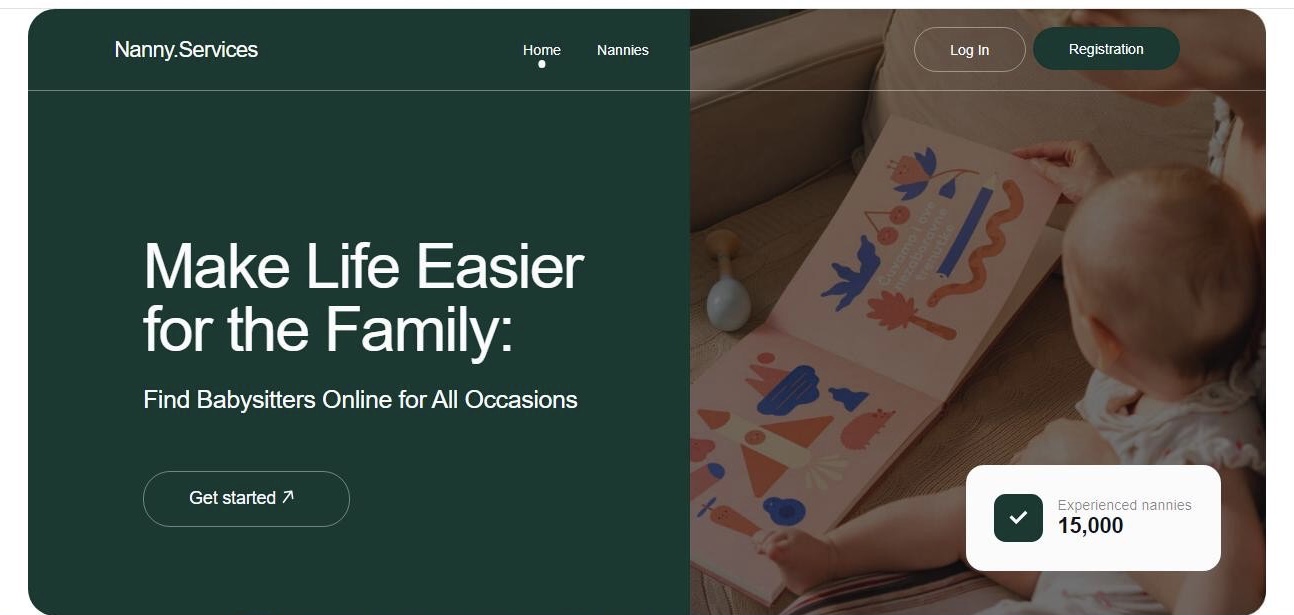 Nanny.Services
Home
Nannies
Log In
Registration
Make Life Easier
for the Family:
Find Babysitters Online for All Occasions
Get started
Experienced nannies
15,000